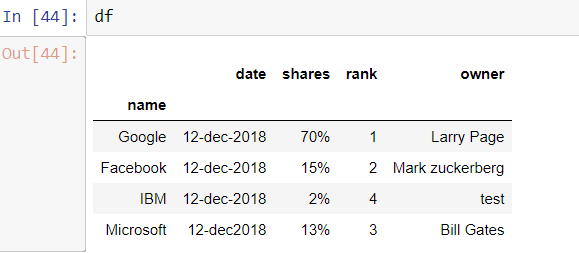 In [44]: df
Out[44]:
date shares rank owner
name
Google 12-dec-2018 70% 1 Larry Page
Facebook 12-dec-2018 15% 2 Mark zuckerberg
IBM 12-dec-2018 2% 4 test
Microsoft 12-dec2018 13% 3 Bill Gates